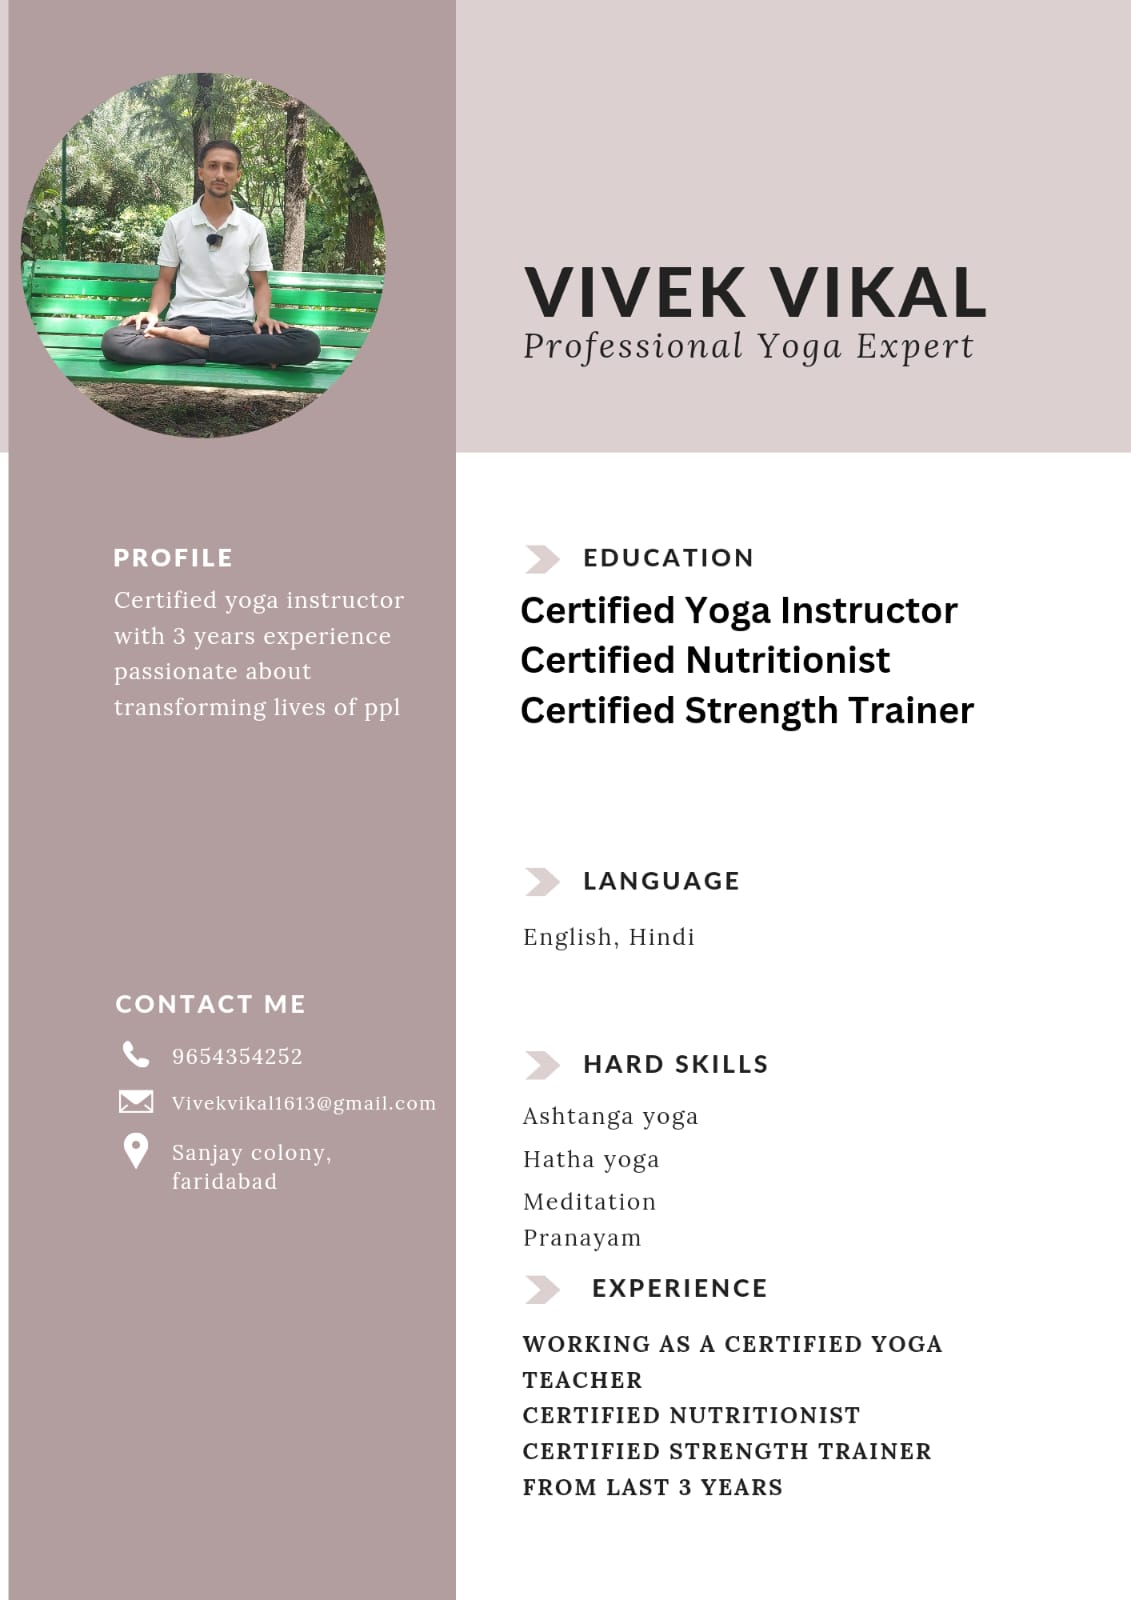 VIVEK VIKAL
Professional Yoga Expert
PROFILE
Certified yoga instructor
with 3 years experience
passionate about
transforming lives of ppl
CONTACT ME
9654354252
Vivekvikal1613@gmail.com
Sanjay colony,
faridabad
EDUCATION
Certified Yoga Instructor
Certified Nutritionist
Certified Strength Trainer
LANGUAGE
English, Hindi
HARD SKILLS
Ashtanga yoga
Hatha yoga
Meditation
Pranayam
EXPERIENCE
WORKING AS A CERTIFIED YOGA
TEACHER
CERTIFIED NUTRITIONIST
CERTIFIED STRENGTH TRAINER
FROM LAST 3 YEARS